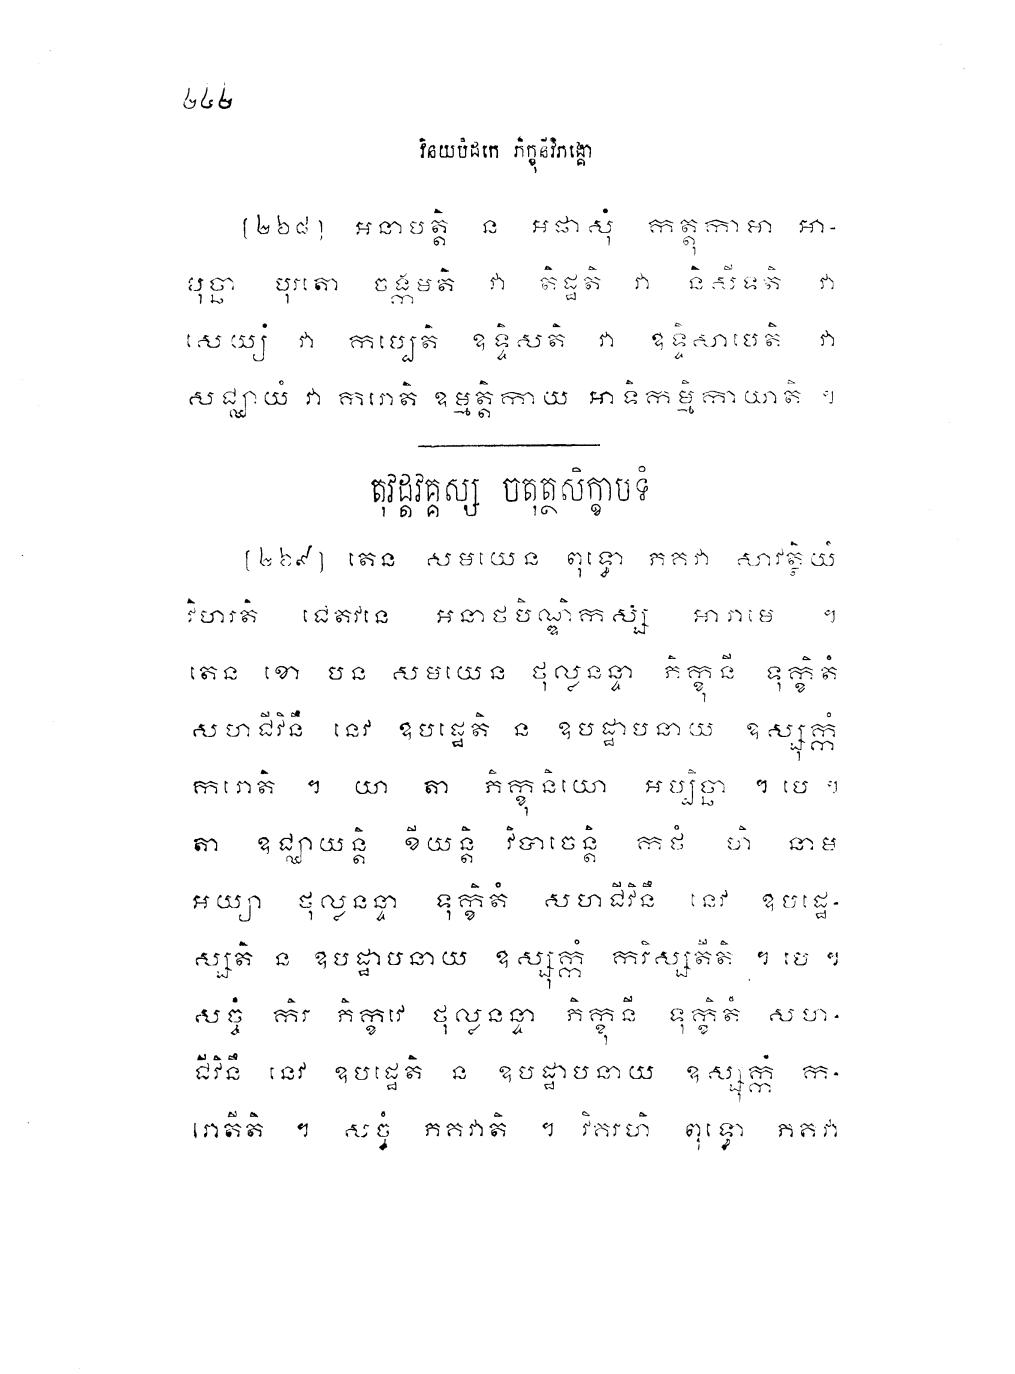 ២៤២
វិនយបិដកេ ភិក្ខុនីវិភង្គោ
[២៦៨] អនាបត្តិ ន អផាសុំ កត្តុកាមា អា-
បុច្ឆា បុរតោ ចង្កមតិ វា តិដ្ឋតិ វា និសីទតិ វា
សេយ្យំ វា កប្បេតិ ឧទ្ទិសតិ វា ឧទ្ទិសាបេតិ វា
សជ្ឈាយំ វា ករោតិ ឧម្មត្តិកាយ អាទិកម្មិកាយាតិ ។
តុវដ្តវគ្គស្ស ចតុត្ថសិក្ខាបទំ
[២៦៩] តេន សមយេន ពុទ្ធោ ភគវា សាវត្ថិយំ
វិហរតិ ជេតវនេ អនាថបិណ្ឌិកស្ស អារាមេ ។
តេន ខោ បន សមយេន ថុល្លនន្ទា ភិក្ខុនី ទុក្ខិតំ
សហជីវិនឹ នេវ ឧបដ្ឋេតិ ន ឧបដ្ឋាបនាយ ឧស្សុក្កំ
ករោតិ ។ យា តា ភិក្ខុនិយោ អប្បិច្ឆា ។ បេ ។
តា ឧជ្ឈាយន្តិ ខីយន្តិ វិបាចេន្តិ កថំ ហិ នាម
អយ្យា ថុល្លនន្ទា ទុក្ខិតំ សហជីវិនឹ នេវ ឧបដ្ឋេ-
ស្សតិ ន ឧបដ្ឋាបនាយ ឧស្សុក្កំ ករិស្សតីតិ ។ បេ ។
សច្ចំ កិរ ភិក្ខវេ ថុល្លនន្ទា ភិក្ខុនី ទុក្ខិតំ សហ-
ជីវិនឹ នេវ ឧបដ្ឋេតិ ន ឧបដ្ឋាបនាយ ឧស្សុក្កំ ក-
រោតីតិ ។ សច្ចំ ភគវាតិ ។ វិគរហិ ពុទ្ធោ ភគវា